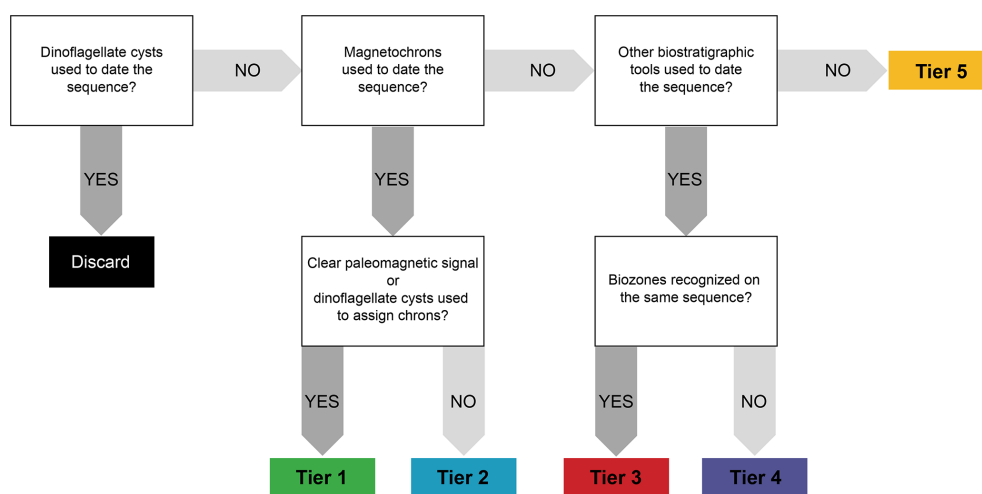 Dinoflagellate cysts
used to date the
sequence?
NO
Magnetochrons
used to date the
sequence?
NO
Other biostratigraphic
tools used to date
the sequence?
NO
Tier 5
YES
YES
YES
Discard
Clear paleomagnetic signal
or
dinoflagellate cysts used
to assign chrons?
Biozones recognized on
the same sequence?
YES
NO
YES
NO
Tier 1
Tier 2
Tier 3
Tier 4